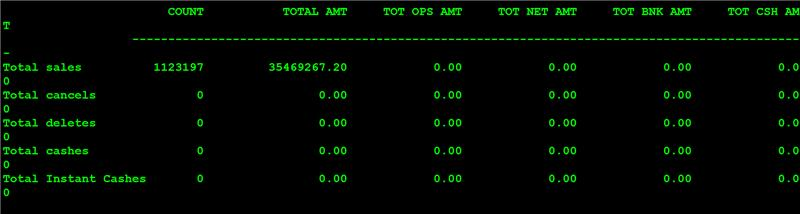 COUNT TOTAL AMT TOT OPS AMT TOT NET AMT TOT BNK AMT TOT CSH AM
T
--------------------------------------------------------------------------------------------
-
Total sales 1123197 35469267.20 0.00 0.00 0.00 0.0
0
Total cancels 0 0.00 0.00 0.00 0.00 0.0
0
Total deletes 0 0.00 0.00 0.00 0.00 0.0
0
Total cashes 0 0.00 0.00 0.00 0.00 0.0
0
Total Instant Cashes 0 0.00 0.00 0.00 0.00 0.0
0